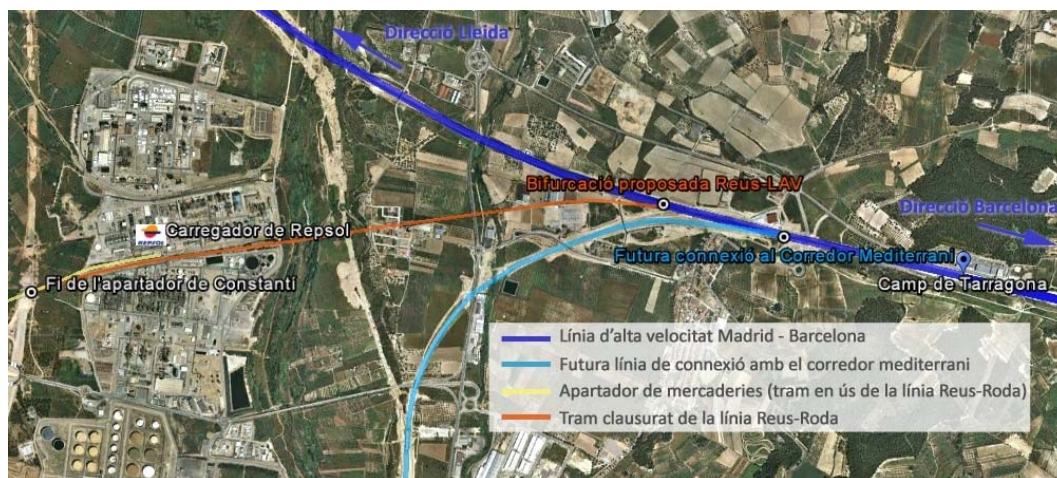 Direcció Lleida
Bifurcació proposada Reus-LAV
Direcció Barcelona
Carregador de Repsol
REPSOL
Futura connexió al Corredor Mediterrani
Fi de l'apartador de Constantí
Camp de Tarragona
Línia d'alta velocitat Madrid - Barcelona
Futura línia de connexió amb el corredor mediterrani
Apartador de mercaderies (tram en ús de la línia Reus-Roda)
Tram clausurat de la línia Reus-Roda